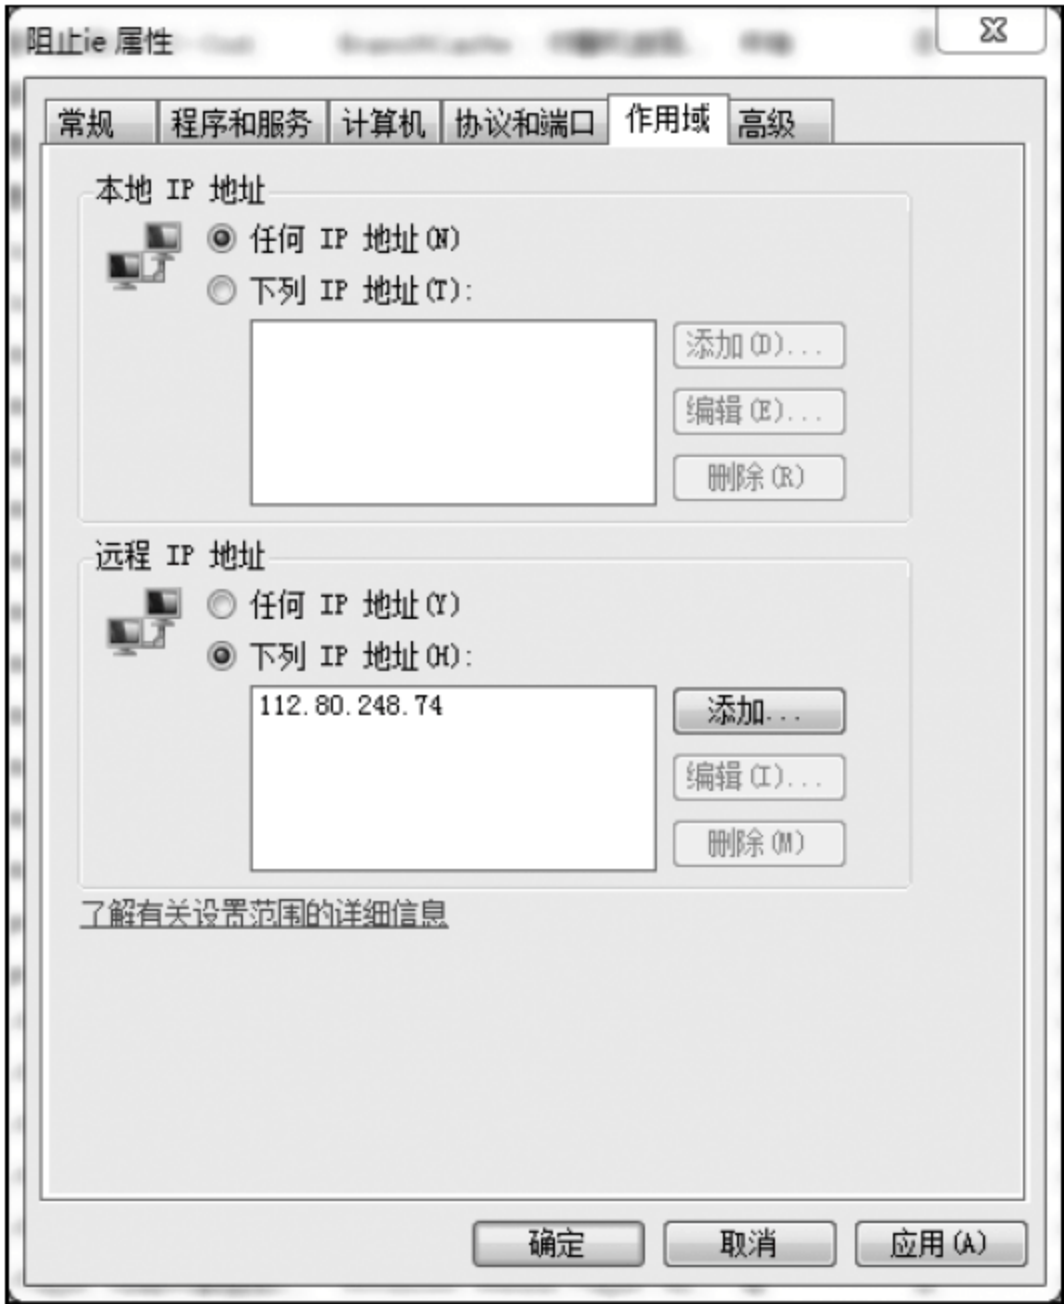 阻止ie 属性
常规 程序和服务 计算机 协议和端口 作用域 高级
本地 IP 地址
任何 IP 地址(N)
下列 IP 地址(T):
添加(D)...
编辑(E)...
删除(R)
远程 IP 地址
任何 IP 地址(Y)
下列 IP 地址(H):
112.80.248.74
添加...
编辑(I)...
删除(M)
了解有关设置范围的详细信息
确定 取消 应用(A)